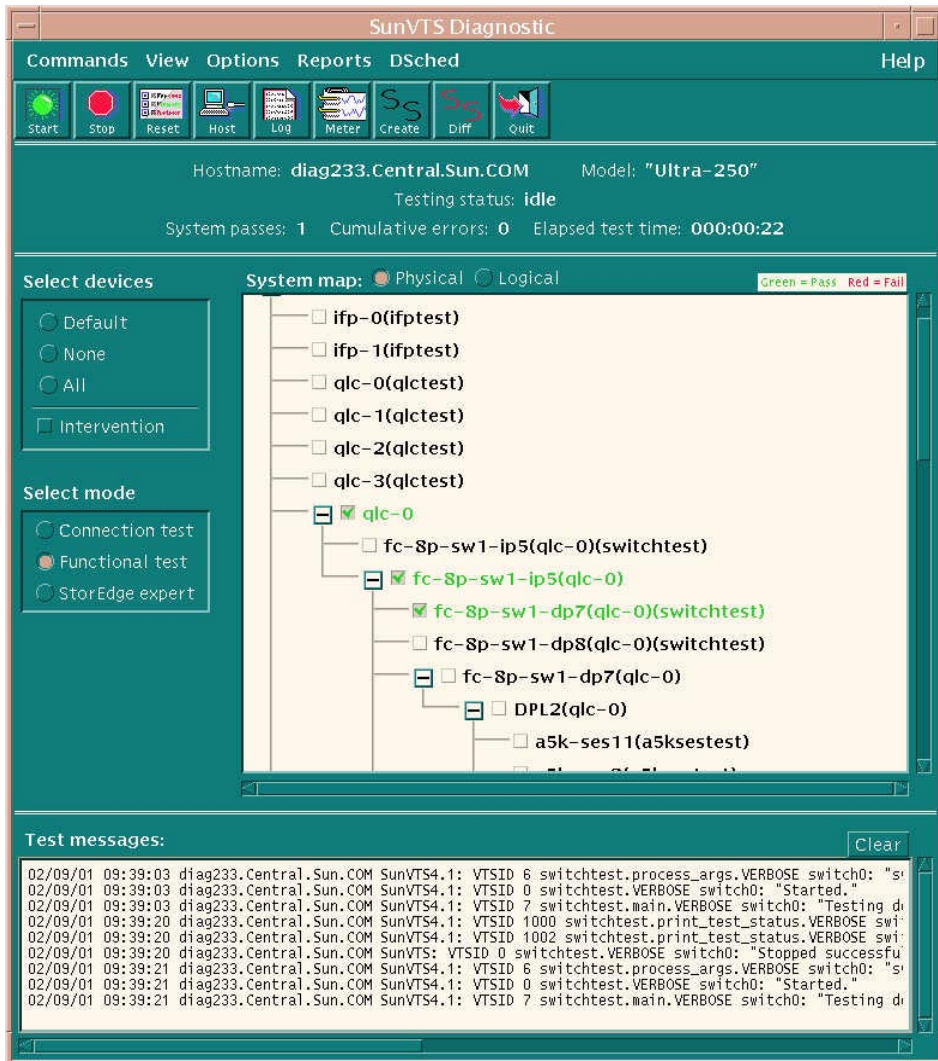 SunVTS Diagnostic
Commands View Options Reports DSched Help
Start Stop Reset Host Log Meter Create Diff Quit
Hostname: diag233.Central.Sun.COM Model: "Ultra-250"
Testing status: idle
System passes: 1 Cumulative errors: 0 Elapsed test time: 000:00:22
Select devices
Default
None
All
Intervention
Select mode
Connection test
Functional test
StorEdge expert
System map: Physical Logical
Green = Pass Red = Fail
ifp-0(ifptest)
ifp-1(ifptest)
qlc-0(qlctest)
qlc-1(qlctest)
qlc-2(qlctest)
qlc-3(qlctest)
qlc-0
fc-8p-sw1-ip5(qlc-0)(switchtest)
fc-8p-sw1-ip5(qlc-0)
fc-8p-sw1-dp7(qlc-0)(switchtest)
fc-8p-sw1-dp8(qlc-0)(switchtest)
fc-8p-sw1-dp7(qlc-0)
DPL2(qlc-0)
a5k-ses11(a5ksestest)
Test messages:
Clear
02/09/01 09:39:03 diag233.Central.Sun.COM SunVTS4.1: VTSID 6 switchtest.process_args.VERBOSE switch0: "s
02/09/01 09:39:03 diag233.Central.Sun.COM SunVTS4.1: VTSID 0 switchtest.VERBOSE switch0: "Started."
02/09/01 09:39:03 diag233.Central.Sun.COM SunVTS4.1: VTSID 7 switchtest.main.VERBOSE switch0: "Testing d
02/09/01 09:39:20 diag233.Central.Sun.COM SunVTS4.1: VTSID 1000 switchtest.print_test_status.VERBOSE swi
02/09/01 09:39:20 diag233.Central.Sun.COM SunVTS4.1: VTSID 1002 switchtest.print_test_status.VERBOSE swi
02/09/01 09:39:20 diag233.Central.Sun.COM SunVTS: VTSID 0 switchtest.VERBOSE switch0: "Stopped successful
02/09/01 09:39:21 diag233.Central.Sun.COM SunVTS4.1: VTSID 6 switchtest.process_args.VERBOSE switch0: "s
02/09/01 09:39:21 diag233.Central.Sun.COM SunVTS4.1: VTSID 0 switchtest.VERBOSE switch0: "Started."
02/09/01 09:39:21 diag233.Central.Sun.COM SunVTS4.1: VTSID 7 switchtest.main.VERBOSE switch0: "Testing d